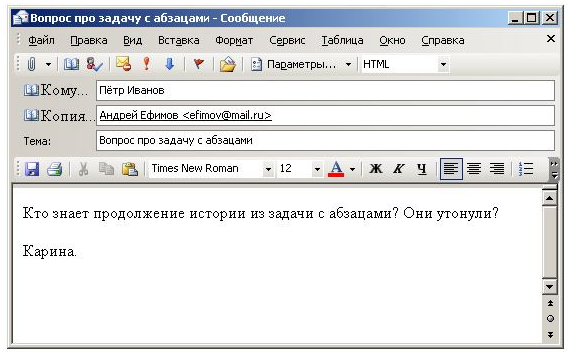 Вопрос про задачу с абзацами - Сообщение
Файл Правка Вид Вставка Формат Сервис Таблица Окно Справка
Параметры... HTML
Кому... Пётр Иванов
Копия... Андрей Ефимов <efimov@mail.ru>
Тема: Вопрос про задачу с абзацами
Times New Roman 12 А Ж К Ч
Кто знает продолжение истории из задачи с абзацами? Они утонули?
Карина.